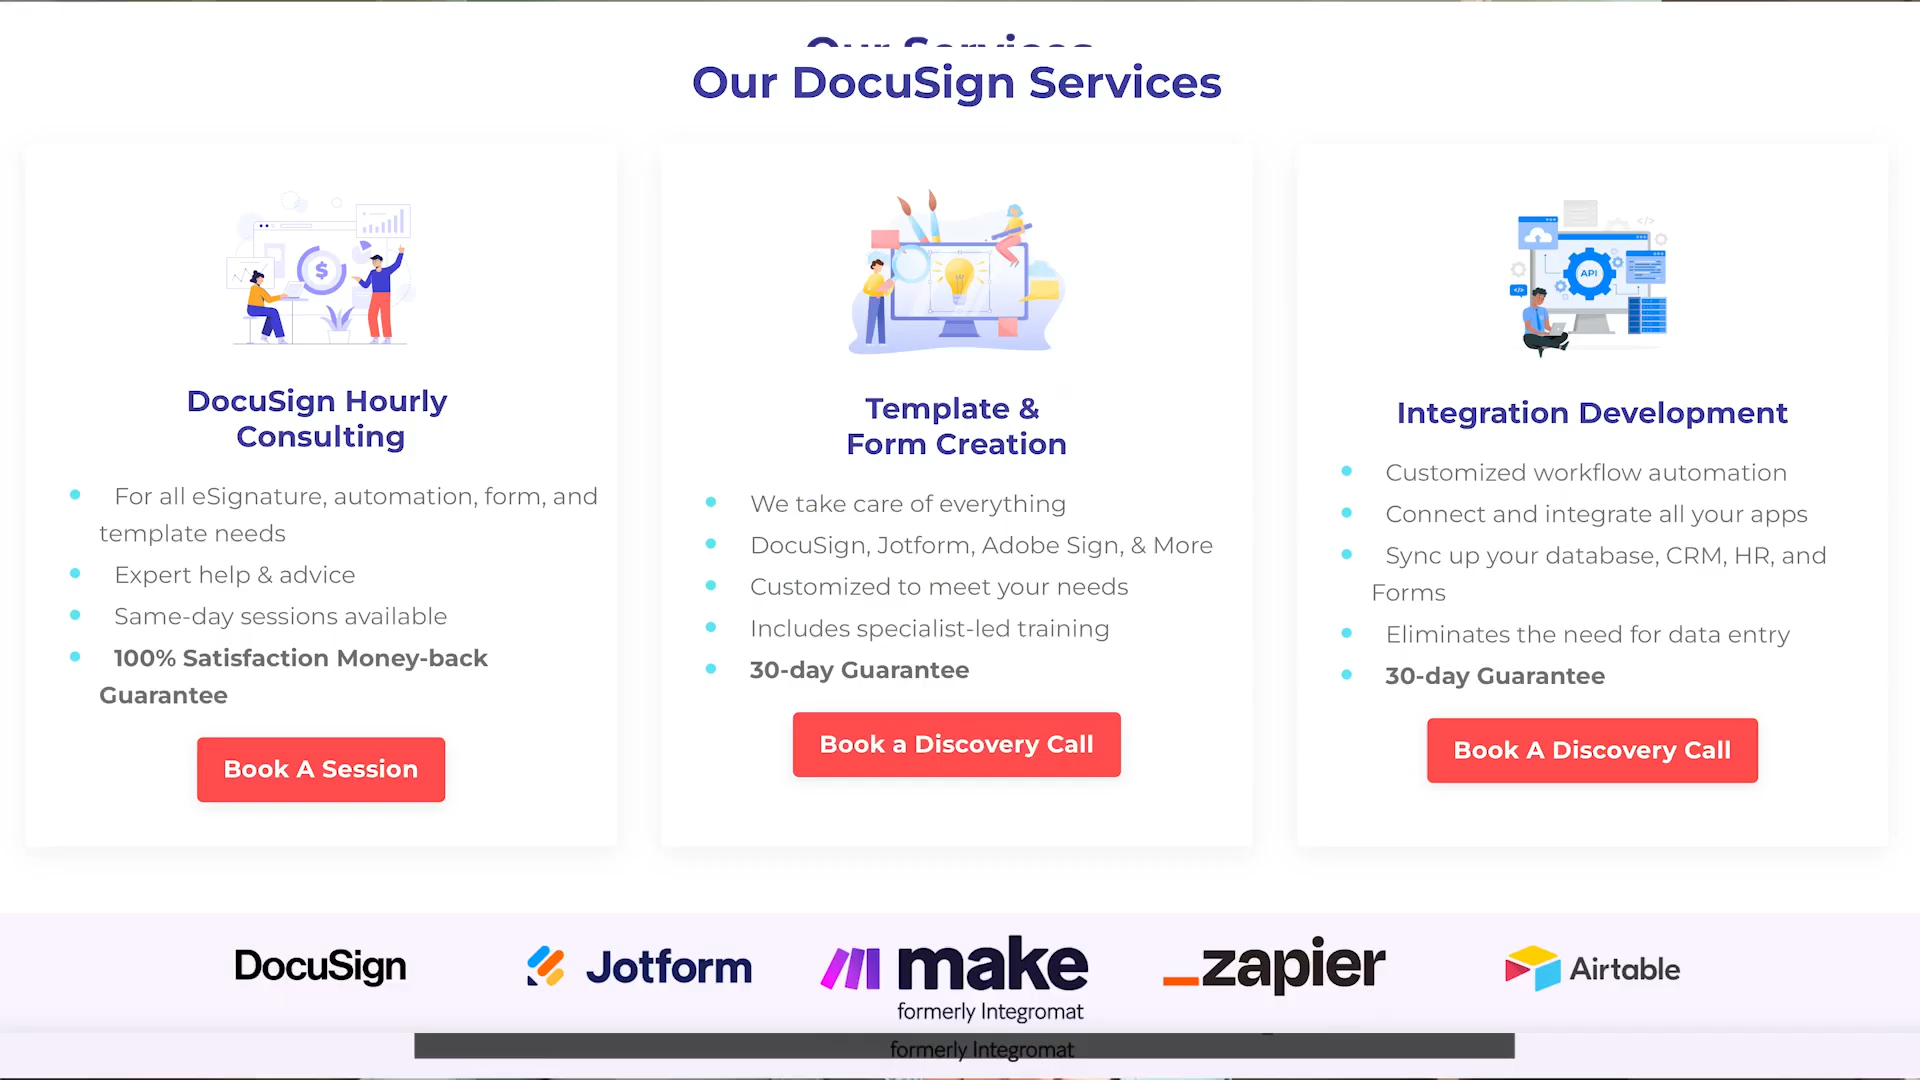 Our Services
Our DocuSign Services
$
API
</>
</>
DocuSign Hourly
Consulting
For all eSignature, automation, form, and
template needs
Expert help & advice
Same-day sessions available
100% Satisfaction Money-back
Guarantee
Book A Session
Template &
Form Creation
We take care of everything
DocuSign, Jotform, Adobe Sign, & More
Customized to meet your needs
Includes specialist-led training
30-day Guarantee
Book a Discovery Call
Integration Development
Customized workflow automation
Connect and integrate all your apps
Sync up your database, CRM, HR, and
Forms
Eliminates the need for data entry
30-day Guarantee
Book A Discovery Call
DocuSign
Jotform
make
formerly Integromat
zapier
Airtable
formerly Integromat